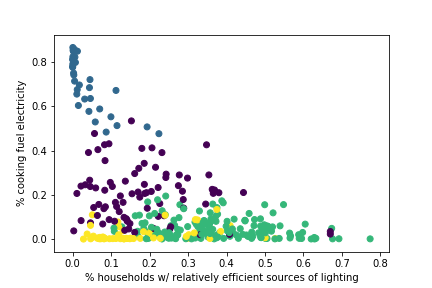 0.8
0.6
0.4
0.2
0.0
% cooking fuel electricity
0.0 0.1 0.2 0.3 0.4 0.5 0.6 0.7 0.8
% households w/ relatively efficient sources of lighting